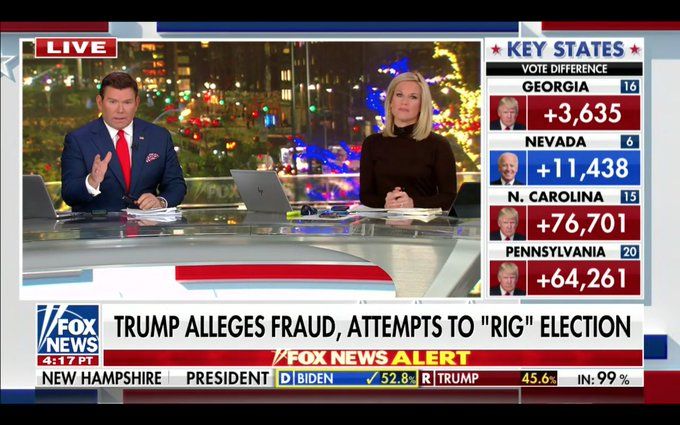 LIVE
★ KEY STATES ★
VOTE DIFFERENCE
GEORGIA 16
+3,635
NEVADA 6
+11,438
N. CAROLINA 15
+76,701
PENNSYLVANIA 20
+64,261
FOX
NEWS
4:17 PT
TRUMP ALLEGES FRAUD, ATTEMPTS TO "RIG" ELECTION
FOX NEWS ALERT
NEW HAMPSHIRE PRESIDENT D BIDEN ✓ 52.8% R TRUMP 45.6% IN: 99%
hp